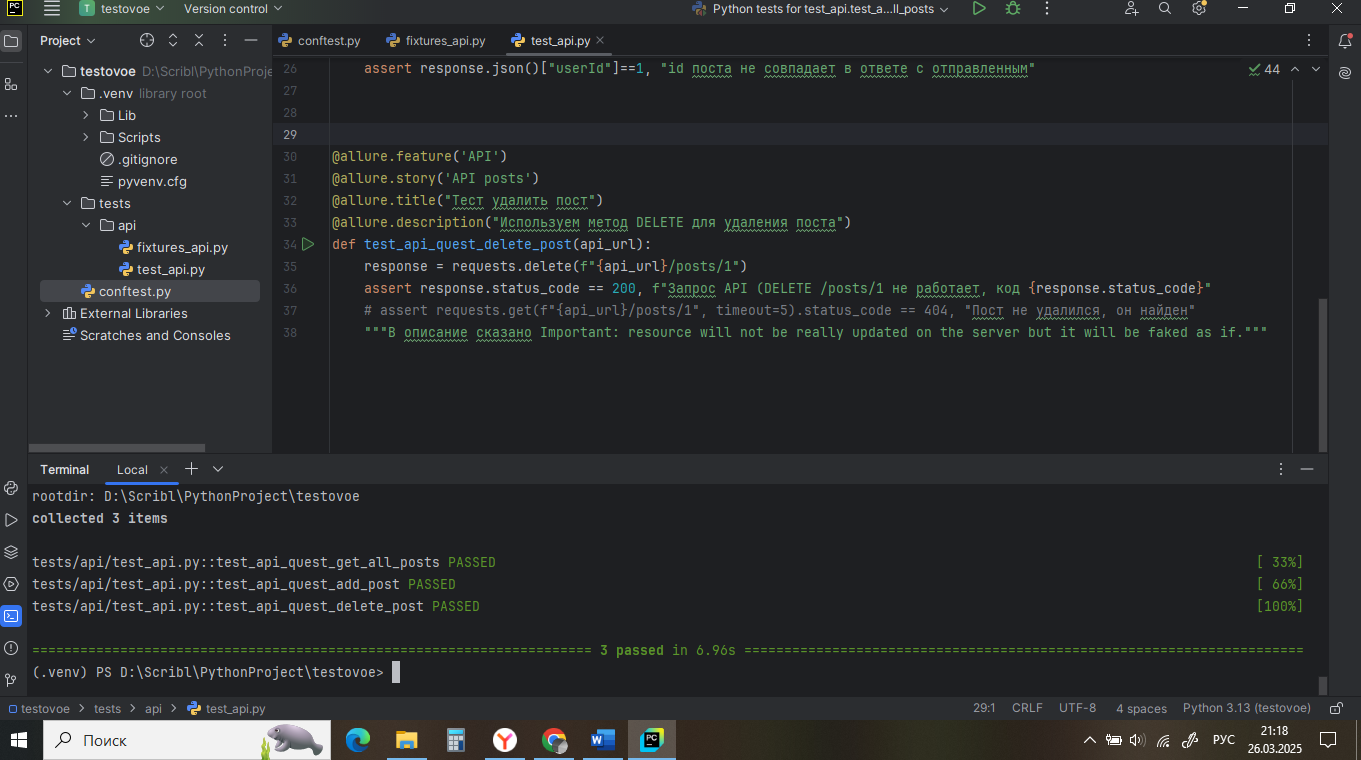 PC
T testovoe
Version control
Python tests for test_api.test_a...ll_posts
Project
conftest.py
fixtures_api.py
test_api.py
testovoe D:\Scribl\PythonProje
.venv library root
Lib
Scripts
.gitignore
pyvenv.cfg
tests
api
fixtures_api.py
test_api.py
conftest.py
External Libraries
Scratches and Consoles
44
26 assert response.json()["userId"]==1, "id поста не совпадает в ответе с отправленным"
27
28
29
30 @allure.feature('API')
31 @allure.story('API posts')
32 @allure.title("Тест удалить пост")
33 @allure.description("Используем метод DELETE для удаления поста")
34 def test_api_quest_delete_post(api_url):
35 response = requests.delete(f"{api_url}/posts/1")
36 assert response.status_code == 200, f"Запрос API (DELETE /posts/1 не работает, код {response.status_code}"
37 # assert requests.get(f"{api_url}/posts/1", timeout=5).status_code == 404, "Пост не удалился, он найден"
38 """В описание сказано Important: resource will not be really updated on the server but it will be faked as if."""
Terminal
Local
rootdir: D:\Scribl\PythonProject\testovoe
collected 3 items
tests/api/test_api.py::test_api_quest_get_all_posts PASSED [ 33%]
tests/api/test_api.py::test_api_quest_add_post PASSED [ 66%]
tests/api/test_api.py::test_api_quest_delete_post PASSED [100%]
====================================================================== 3 passed in 6.96s ======================================================================
(.venv) PS D:\Scribl\PythonProject\testovoe>
testovoe > tests > api > test_api.py
29:1 CRLF UTF-8 4 spaces Python 3.13 (testovoe)
Поиск
PC
РУС
21:18
26.03.2025